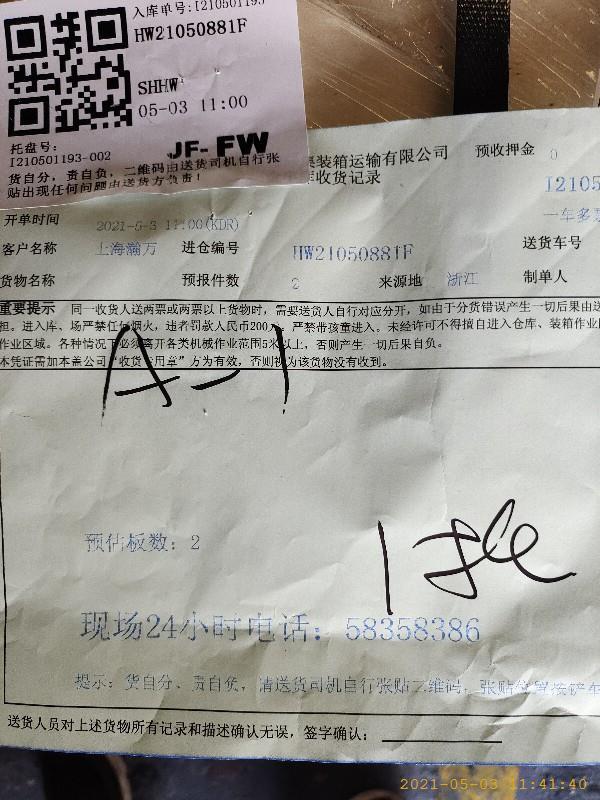 入库单号:I210501193
HW21050881F
SHHW
05-03 11:00
托盘号:
I210501193-002
JF-FW
货自分，责自负，二维码由送货司机自行张
贴出现任何问题由送货方负责！
装箱运输有限公司 预收押金 0
收货记录
I2105
一车多票
开单时间 2021-5-3 11:00(KDR)
客户名称 上海瀚万 进仓编号 HW21050881F 送货车号
货物名称 预报件数 2 来源地 浙江 制单人
重要提示 同一收货人送两票或两票以上货物时，需要送货人自行对应分开，如由于分货错误产生一切后果由送
担。进入库、场严禁任何烟火，违者罚款人民币200 。严禁带孩童进入。未经许可不得擅自进入仓库、装箱作业
作业区域。各种情况下必须离开各类机械作业范围5米以上，否则产生一切后果自负。
本凭证需加本盖公司“收货专用章”方为有效，否则视为该货物没有收到。
A-1
预估板数: 2
1
现场24小时电话: 58358386
提示: 货自分、责自负，请送货司机自行张贴二维码，张贴位置按铲车
送货人员对上述货物所有记录和描述确认无误，签字确认:
2021-05-03 11:41:40